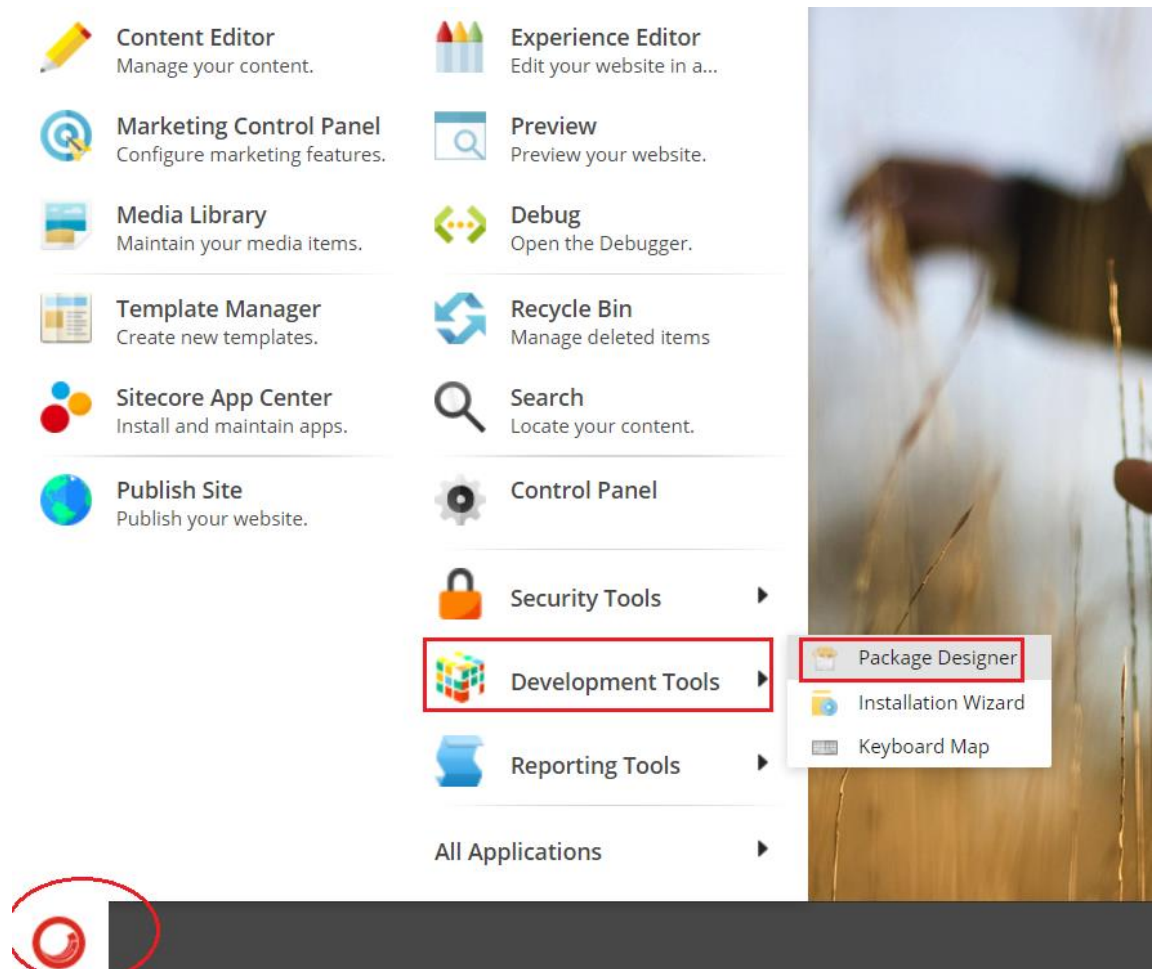 Content Editor
Manage your content.
Marketing Control Panel
Configure marketing features.
Media Library
Maintain your media items.
Template Manager
Create new templates.
Sitecore App Center
Install and maintain apps.
Publish Site
Publish your website.
Experience Editor
Edit your website in a...
Preview
Preview your website.
Debug
Open the Debugger.
Recycle Bin
Manage deleted items
Search
Locate your content.
Control Panel
Security Tools
Development Tools
Reporting Tools
All Applications
Package Designer
Installation Wizard
Keyboard Map